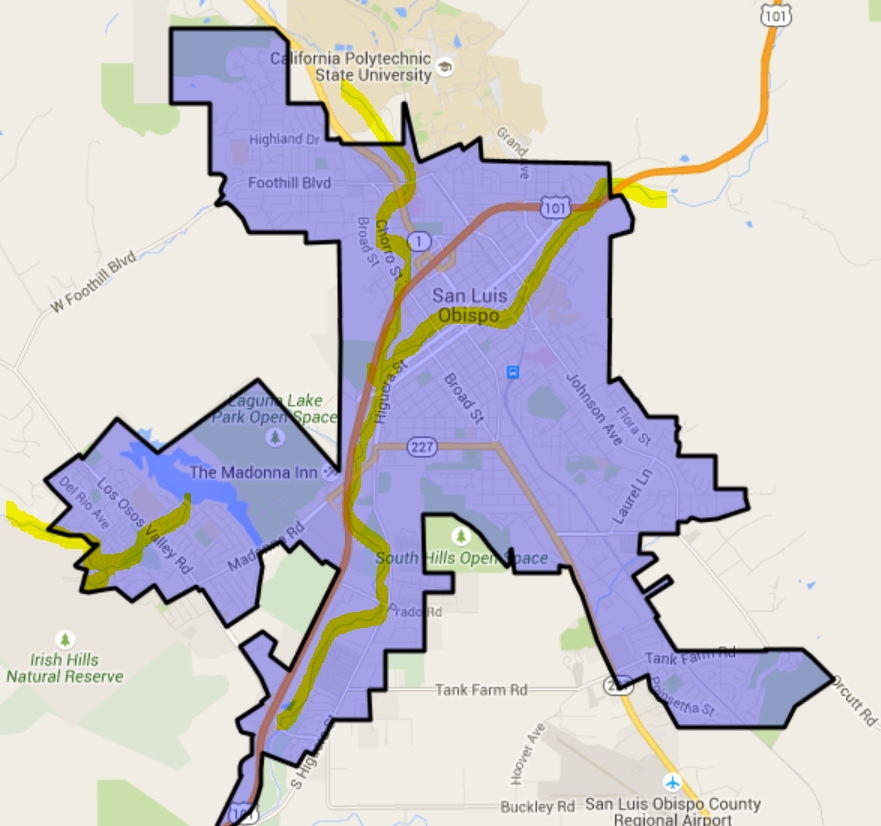 101
California Polytechnic
State University
Grand Ave
Highland Dr
Foothill Blvd
101
Chorro St
Broad St
1
W Foothill Blvd
San Luis
Obispo
Higuera St
Broad St
Johnson Ave
Flora St
Laguna Lake
Park Open Space
227
The Madonna Inn
Laurel Ln
Del Rio Ave
Los Osos Valley Rd
Madonna Rd
South Hills Open Space
Prado Rd
Irish Hills
Natural Reserve
Tank Farm Rd
Tank Farm Rd
Poinsettia St
Orcutt Rd
S Higuera St
Hoover Ave
101
Buckley Rd
San Luis Obispo County
Regional Airport